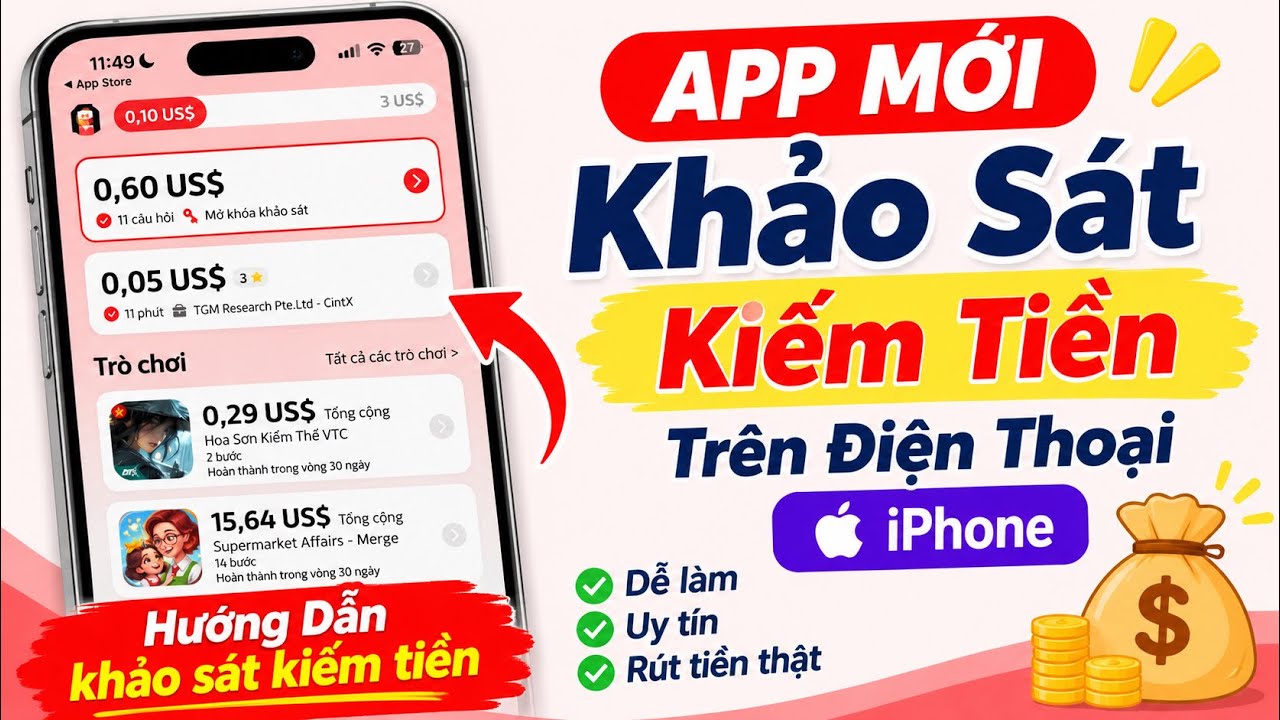 11:49
27
◀ App Store
0,10 US$
3 US$
0,60 US$
11 câu hỏi Mở khóa khảo sát
0,05 US$ 3
11 phút TGM Research Pte.Ltd - CintX
Trò chơi
Tất cả các trò chơi >
0,29 US$ Tổng cộng
Hoa Sơn Kiếm Thế VTC
2 bước
Hoàn thành trong vòng 30 ngày
15,64 US$ Tổng cộng
Supermarket Affairs - Merge
14 bước
Hoàn thành trong vòng 30 ngày
Hướng Dẫn
khảo sát kiếm tiền
APP MỚI
Khảo Sát
Kiếm Tiền
Trên Điện Thoại
iPhone
Dễ làm
Uy tín
Rút tiền thật
$